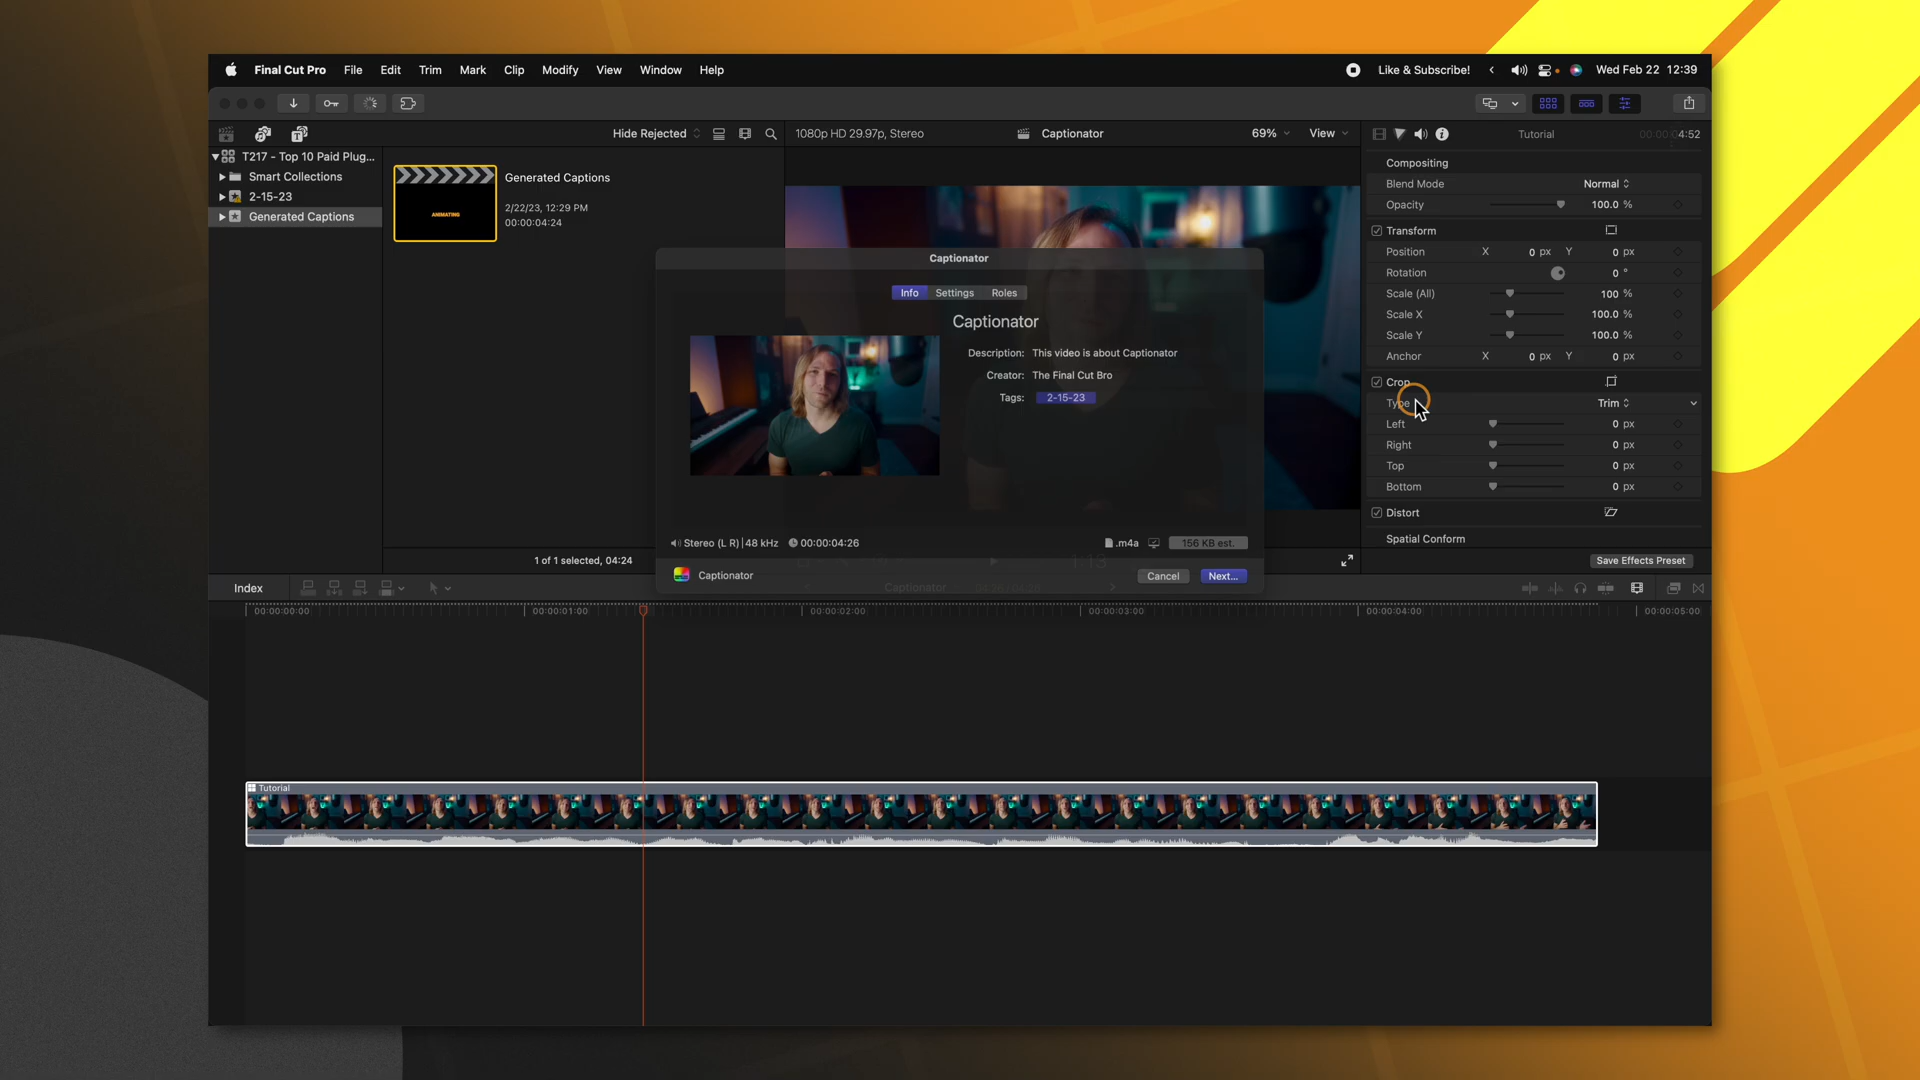 Final Cut Pro File Edit Trim Mark Clip Modify View Window Help Like & Subscribe! Wed Feb 22 12:39
Hide Rejected 1080p HD 29.97p, Stereo Captionator 69% View Tutorial 4:52
T217 - Top 10 Paid Plug...
Smart Collections
2-15-23
Generated Captions
ANIMATING
Generated Captions
2/22/23, 12:29 PM
00:00:04:24
1 of 1 selected, 04:24
Captionator
Info Settings Roles
Captionator
Description: This video is about Captionator
Creator: The Final Cut Bro
Tags: 2-15-23
Stereo (L R) | 48 kHz 00:00:04:26 .m4a 156 KB est.
Captionator Cancel Next...
Compositing
Blend Mode Normal
Opacity 100.0 %
Transform
Position X 0 px Y 0 px
Rotation 0 °
Scale (All) 100 %
Scale X 100.0 %
Scale Y 100.0 %
Anchor X 0 px Y 0 px
Crop
Type Trim
Left 0 px
Right 0 px
Top 0 px
Bottom 0 px
Distort
Spatial Conform
Save Effects Preset
Index Captionator
00:00:00:00 00:00:01:00 00:00:02:00 00:00:03:00 00:00:04:00 00:00:05:00
Tutorial